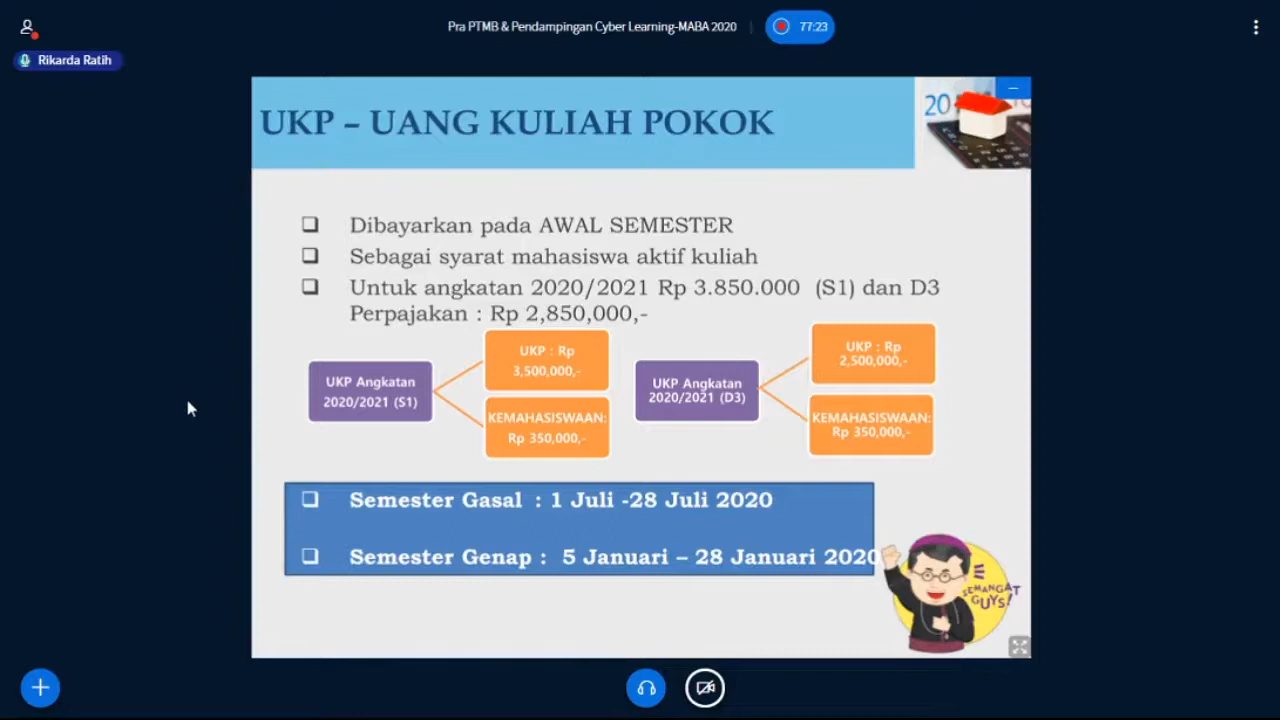 Pra PTMB & Pendampingan Cyber Learning-MABA 2020
77:23
Rikarda Ratih
UKP – UANG KULIAH POKOK
20
Dibayarkan pada AWAL SEMESTER
Sebagai syarat mahasiswa aktif kuliah
Untuk angkatan 2020/2021 Rp 3.850.000 (S1) dan D3
Perpajakan : Rp 2,850,000,-
UKP Angkatan
2020/2021 (S1)
UKP : Rp
3,500,000,-
KEMAHASISWAAN:
Rp 350,000,-
UKP Angkatan
2020/2021 (D3)
UKP : Rp
2,500,000,-
KEMAHASISWAAN:
Rp 350,000,-
Semester Gasal : 1 Juli -28 Juli 2020
Semester Genap : 5 Januari – 28 Januari 2020
SEMANGAT
GUYS!